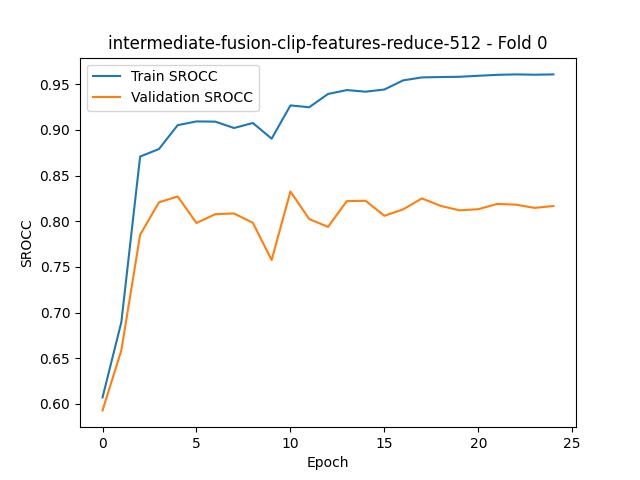 intermediate-fusion-clip-features-reduce-512 - Fold 0
Train SROCC
Validation SROCC
0.95
0.90
0.85
0.80
0.75
0.70
0.65
0.60
SROCC
0 5 10 15 20 25
Epoch